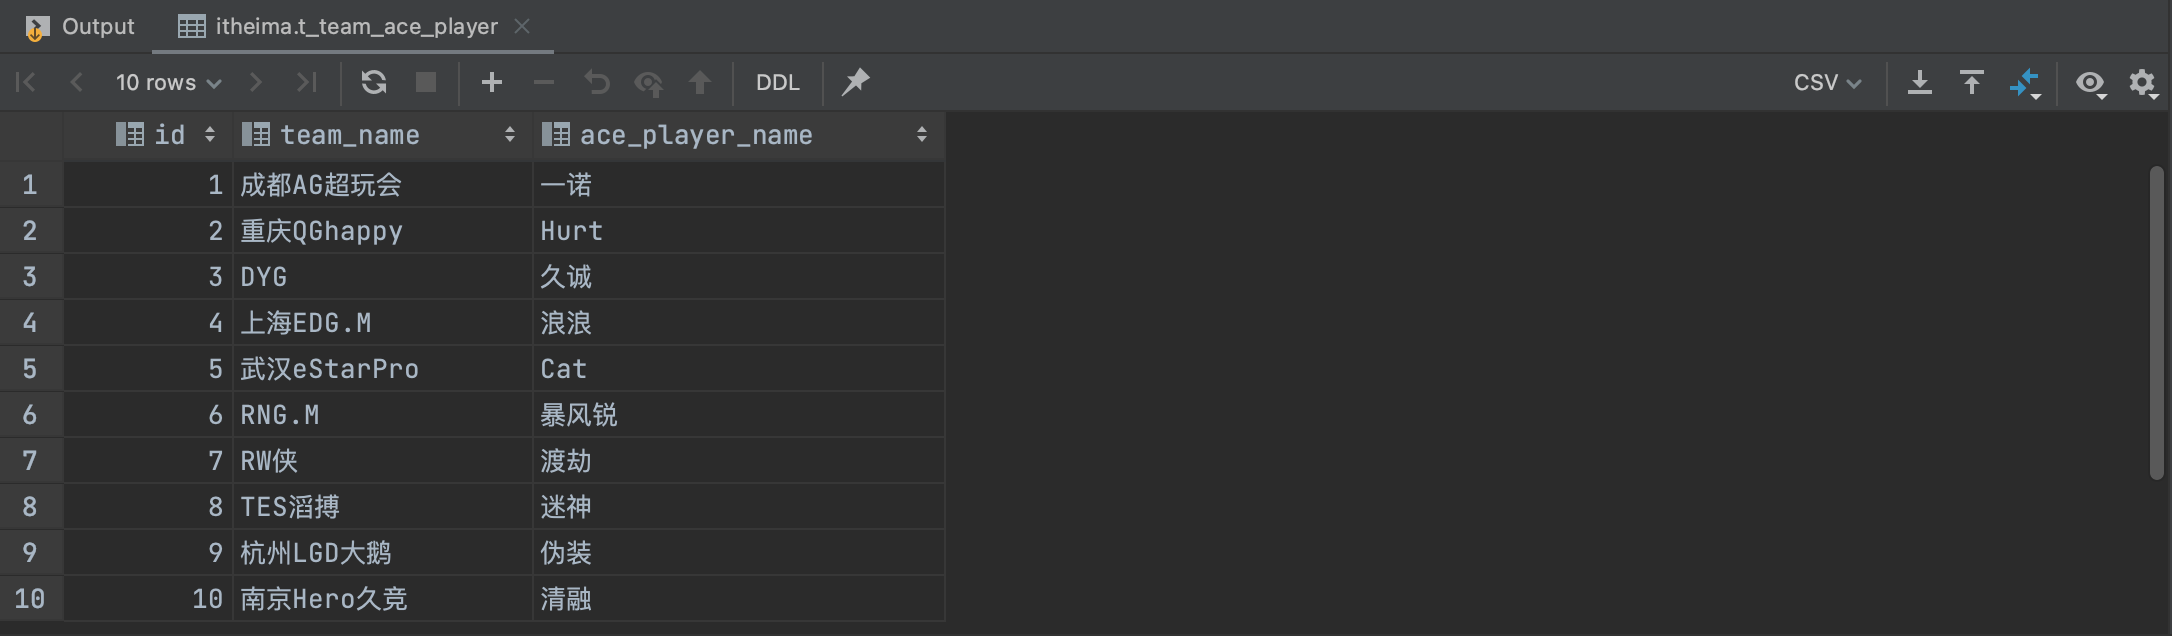 Output itheima.t_team_ace_player
10 rows DDL CSV
id team_name ace_player_name
1 1 成都AG超玩会 一诺
2 2 重庆QGhappy Hurt
3 3 DYG 久诚
4 4 上海EDG.M 浪浪
5 5 武汉eStarPro Cat
6 6 RNG.M 暴风锐
7 7 RW侠 渡劫
8 8 TES滔搏 迷神
9 9 杭州LGD大鹅 伪装
10 10 南京Hero久竞 清融